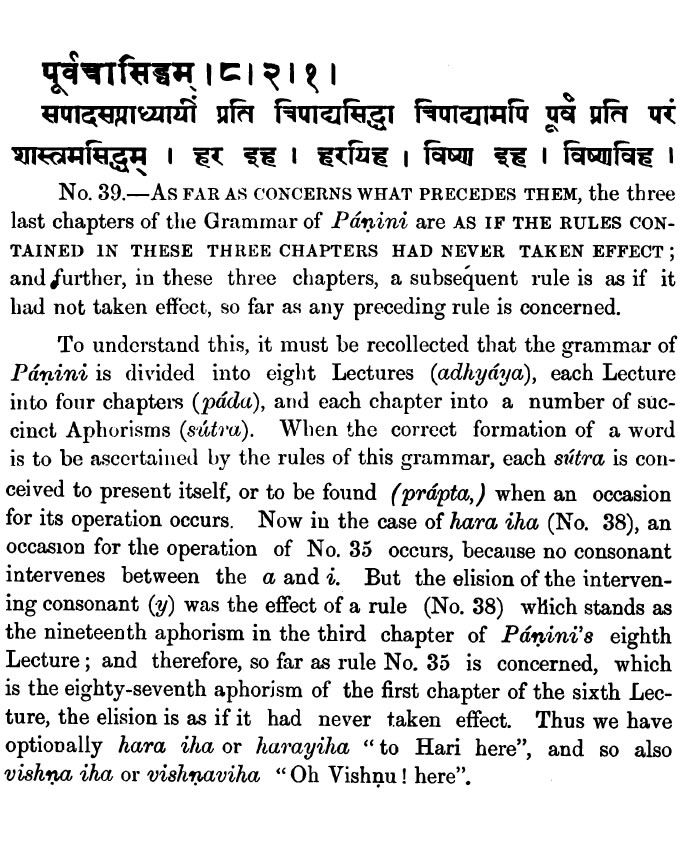 पूर्वत्रासिद्धम् । ८ । २ । १ ।
सपादसप्ताध्यायीं प्रति त्रिपाद्यसिद्धा त्रिपाद्यामपि पूर्वं प्रति परं
शास्त्रमसिद्धम् । हर इह । हरयिह । विष्ण इह । विष्णविह ।
No. 39.—AS FAR AS CONCERNS WHAT PRECEDES THEM, the three
last chapters of the Grammar of Páṇini are AS IF THE RULES CON-
TAINED IN THESE THREE CHAPTERS HAD NEVER TAKEN EFFECT;
and further, in these three chapters, a subsequent rule is as if it
had not taken effect, so far as any preceding rule is concerned.
To understand this, it must be recollected that the grammar of
Páṇini is divided into eight Lectures (adhyáya), each Lecture
into four chapters (páda), and each chapter into a number of suc-
cinct Aphorisms (sútra). When the correct formation of a word
is to be ascertained by the rules of this grammar, each sútra is con-
ceived to present itself, or to be found (prápta,) when an occasion
for its operation occurs. Now in the case of hara iha (No. 38), an
occasion for the operation of No. 35 occurs, because no consonant
intervenes between the a and i. But the elision of the interven-
ing consonant (y) was the effect of a rule (No. 38) which stands as
the nineteenth aphorism in the third chapter of Páṇini's eighth
Lecture; and therefore, so far as rule No. 35 is concerned, which
is the eighty-seventh aphorism of the first chapter of the sixth Lec-
ture, the elision is as if it had never taken effect. Thus we have
optionally hara iha or harayiha "to Hari here", and so also
vishṇa iha or vishṇaviha "Oh Vishṇu! here".